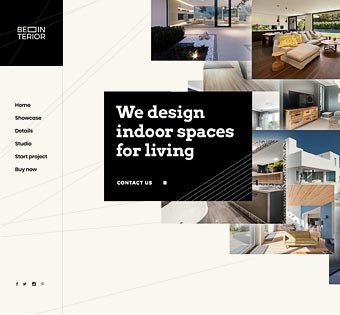 BE IN
TERIOR
Home
Showcase
Details
Studio
Start project
Buy now
We design
indoor spaces
for living
CONTACT US